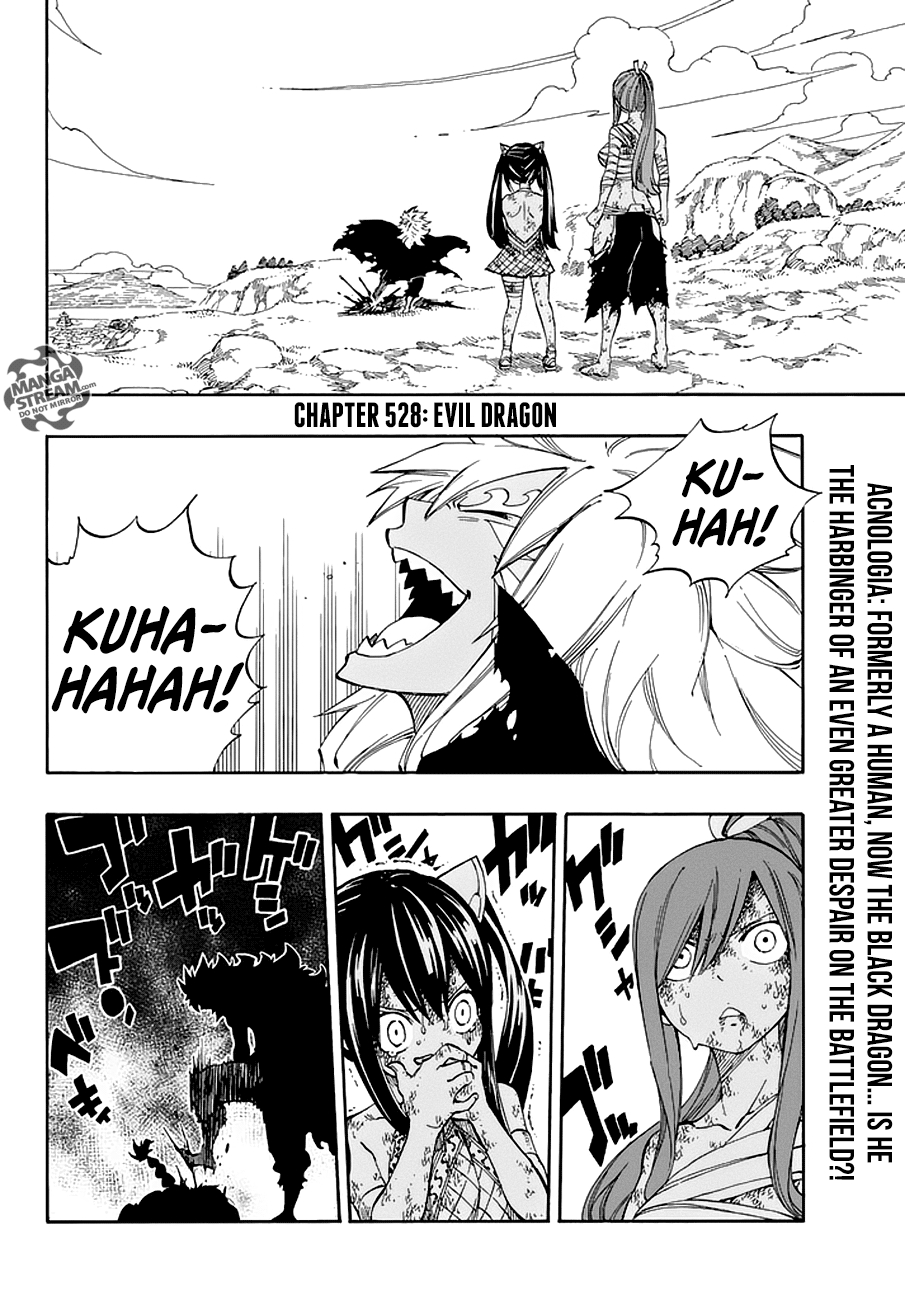 MANGA
STREAM.com
DO NOT MIRROR!
CHAPTER 528: EVIL DRAGON
KU-
HAH!
KUHA-
HAHAH!
ACNOLOGIA: FORMERLY A HUMAN, NOW THE BLACK DRAGON... IS HE
THE HARBINGER OF AN EVEN GREATER DESPAIR ON THE BATTLEFIELD?!